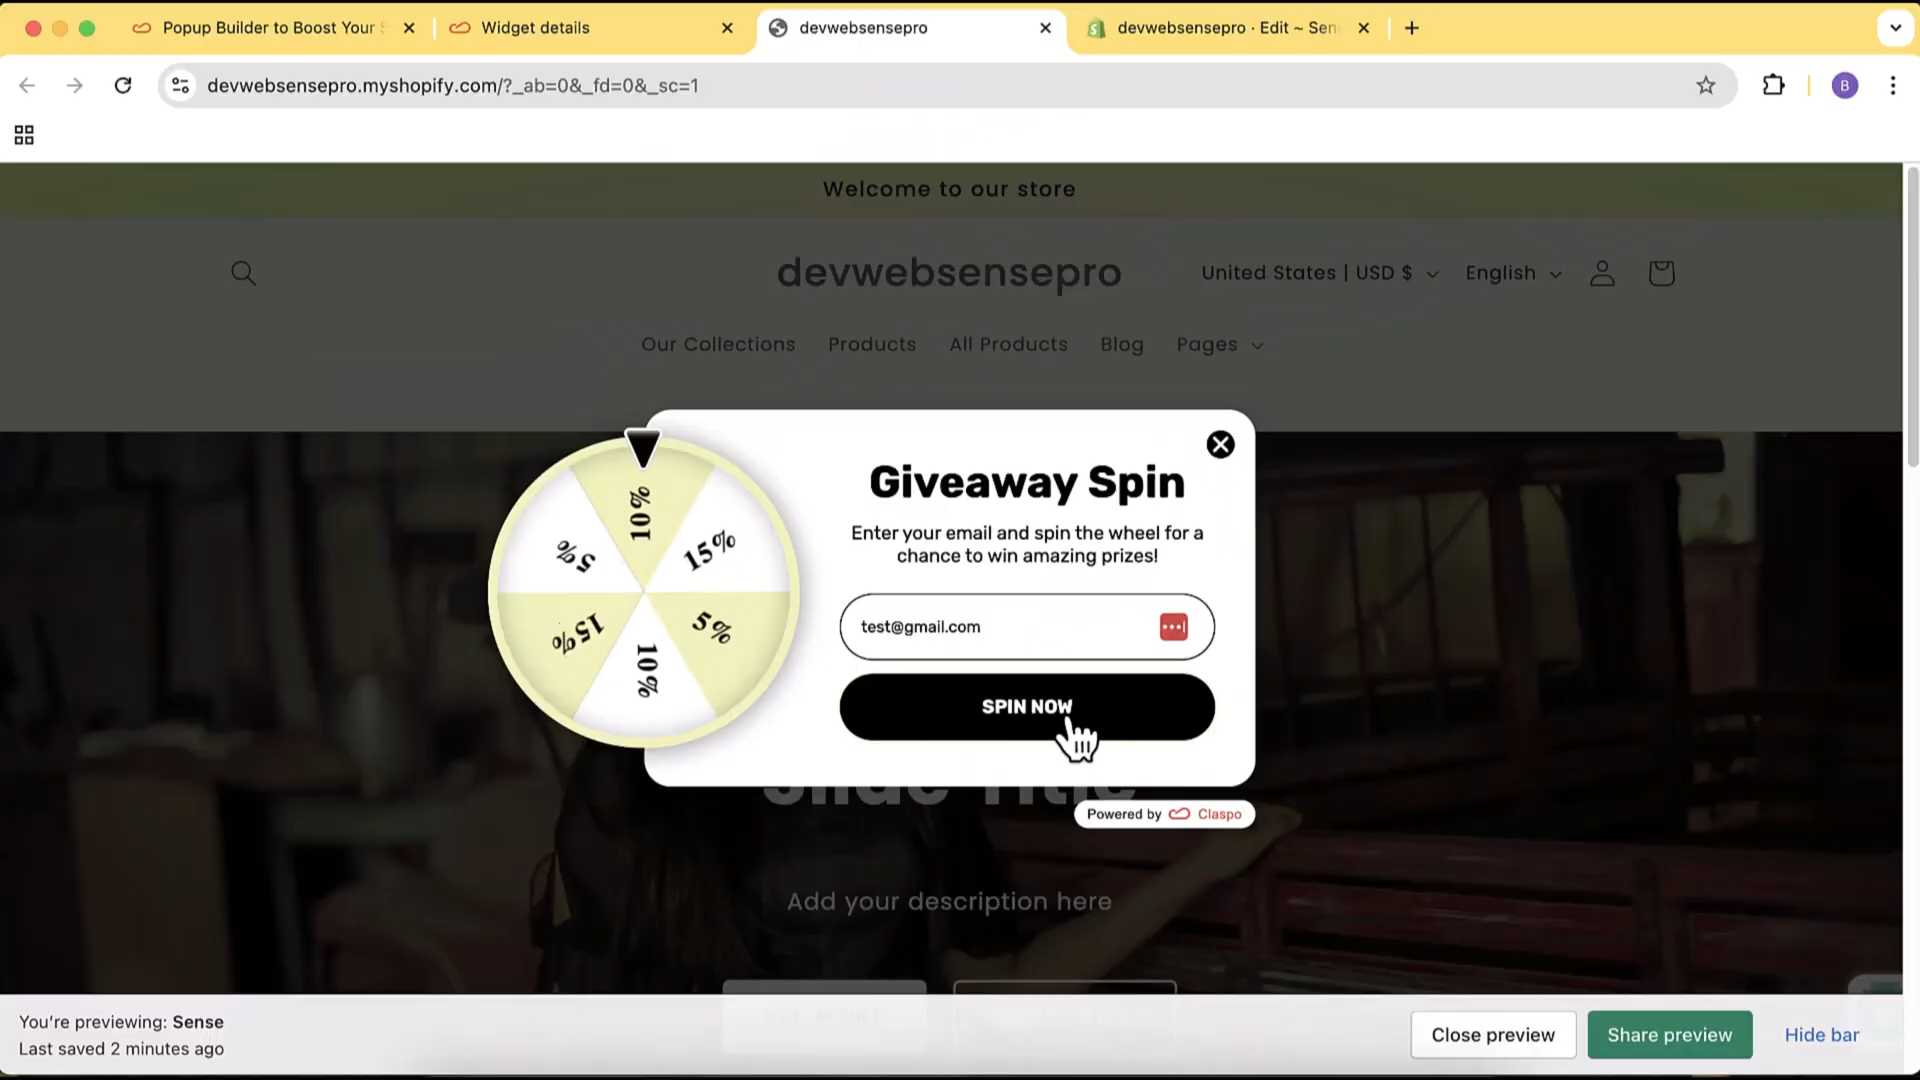 Popup Builder to Boost Your
Widget details
devwebsensepro
devwebsensepro · Edit ~ Sen
devwebsensepro.myshopify.com/?_ab=0&_fd=0&_sc=1
B
Welcome to our store
devwebsensepro
United States | USD $
English
Our Collections
Products
All Products
Blog
Pages
10%
15%
5%
10%
15%
5%
Giveaway Spin
Enter your email and spin the wheel for a
chance to win amazing prizes!
test@gmail.com
SPIN NOW
Slide Title
Powered by Claspo
Add your description here
You're previewing: Sense
Last saved 2 minutes ago
Close preview
Share preview
Hide bar